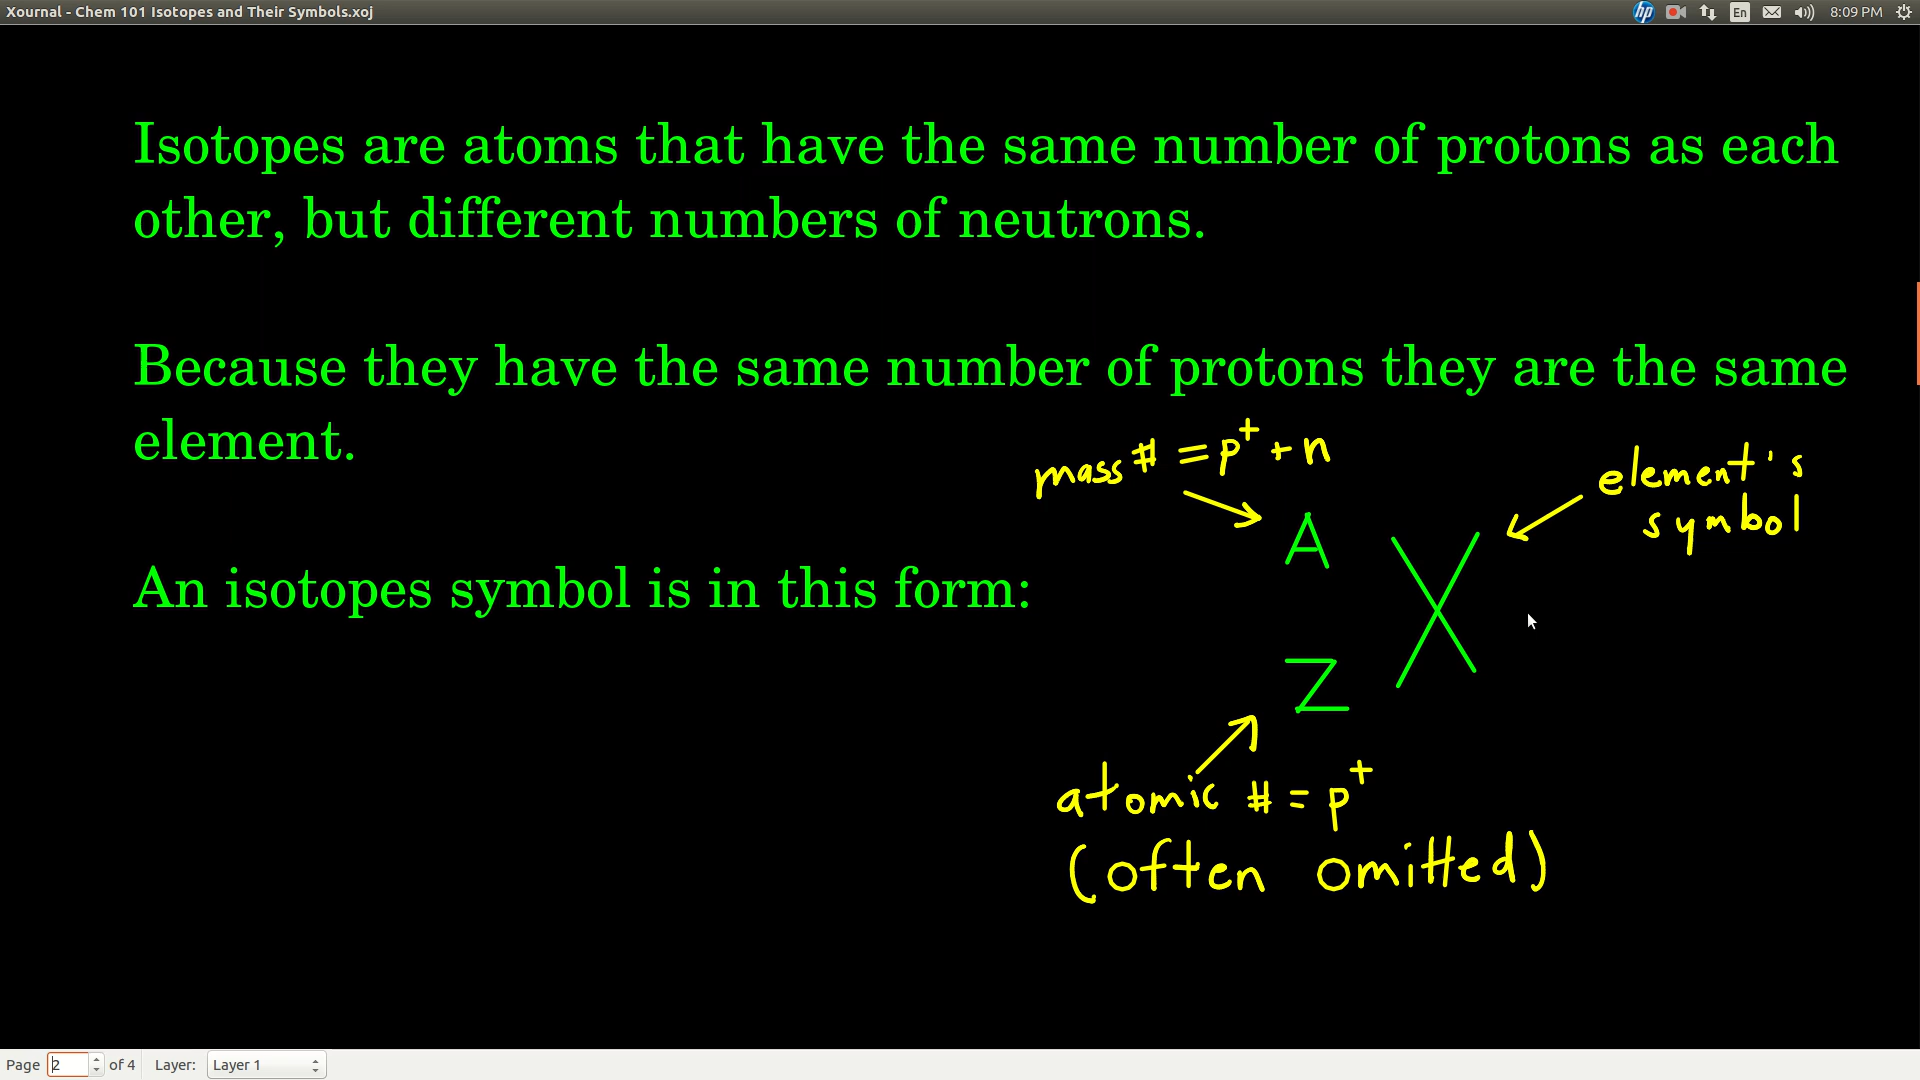 Xournal - Chem 101 Isotopes and Their Symbols.xoj
hp
En
8:09 PM
Isotopes are atoms that have the same number of protons as each
other, but different numbers of neutrons.
Because they have the same number of protons they are the same
element.
mass # = p⁺ + n
element's
symbol
An isotopes symbol is in this form:
A
X
Z
atomic # = p⁺
(often omitted)
Page 2 of 4 Layer: Layer 1